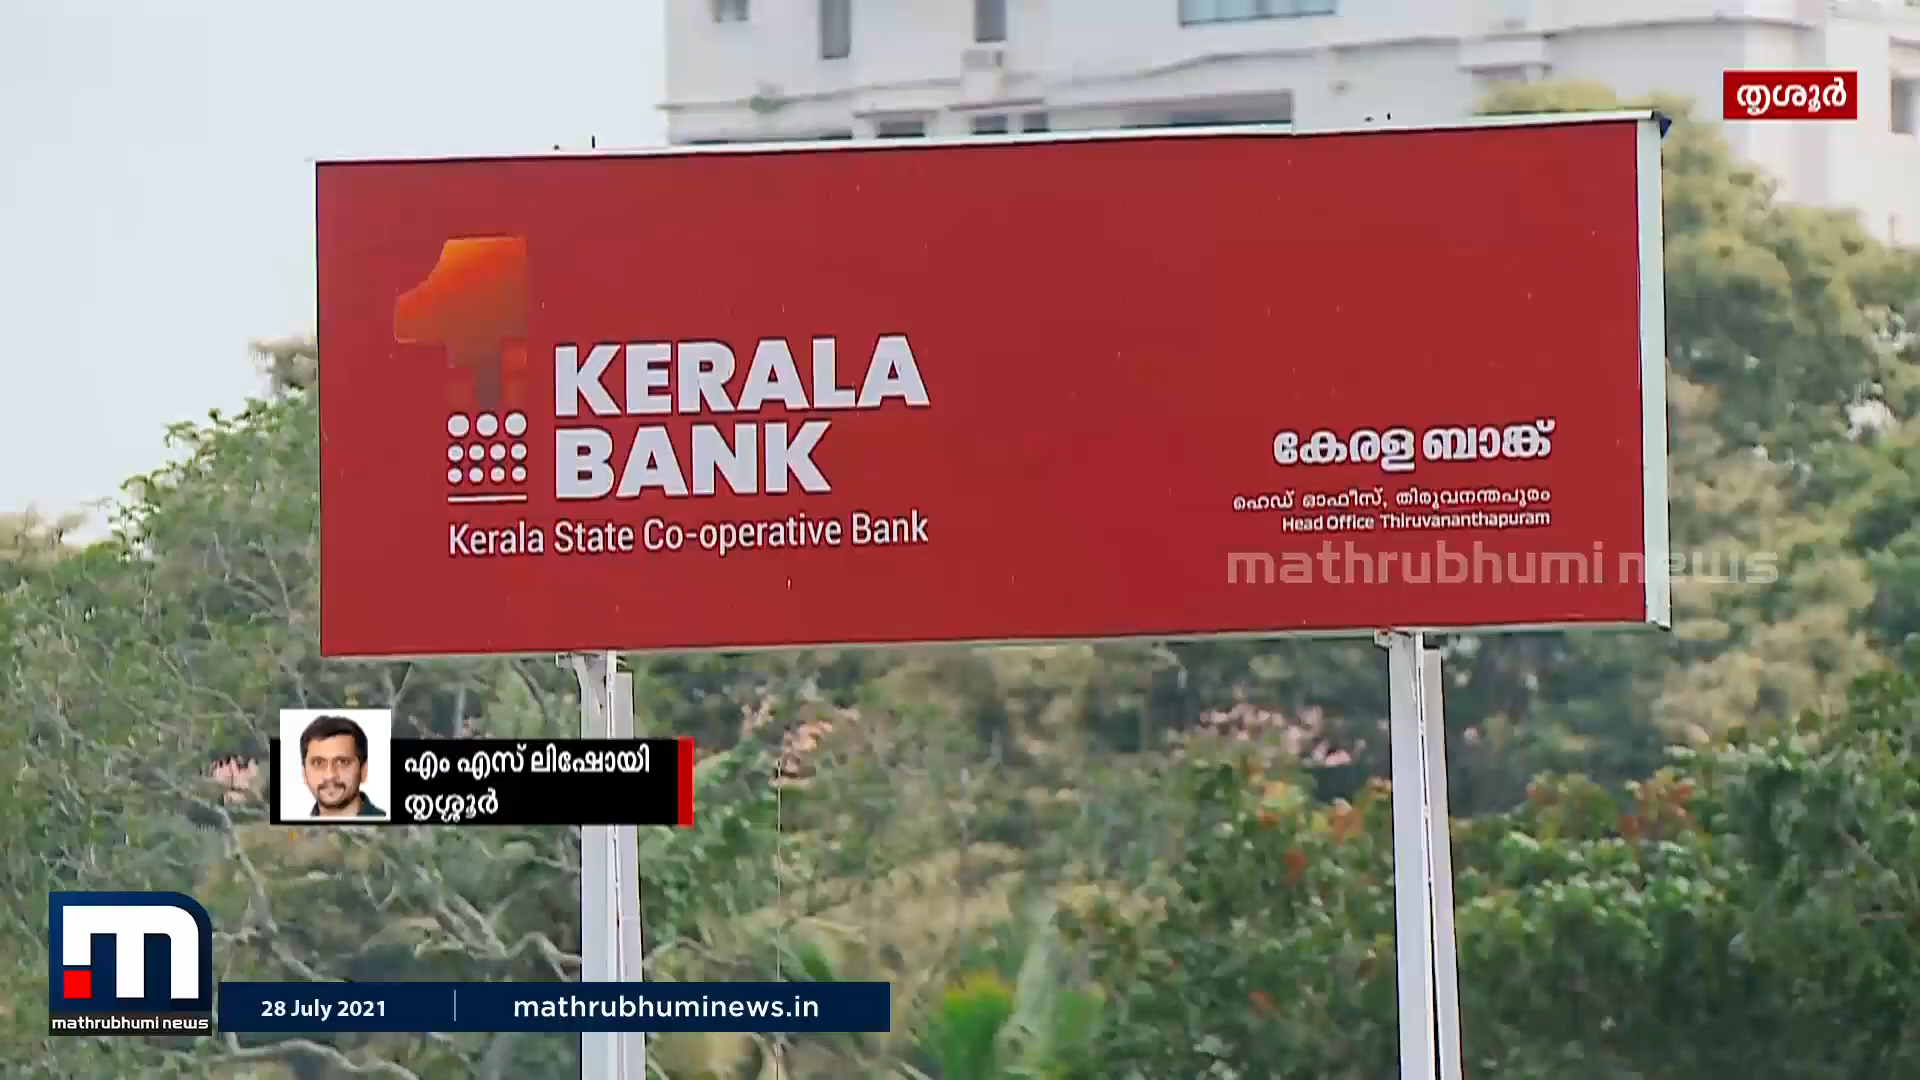 തൃശൂർ
KERALA
BANK
Kerala State Co-operative Bank
കേരള ബാങ്ക്
ഹെഡ് ഓഫീസ്, തിരുവനന്തപുരം
Head Office Thiruvananthapuram
mathrubhumi news
എം എസ് ലിഷോയി
തൃശ്ശൂർ
mathrubhumi news
28 July 2021
mathrubhuminews.in